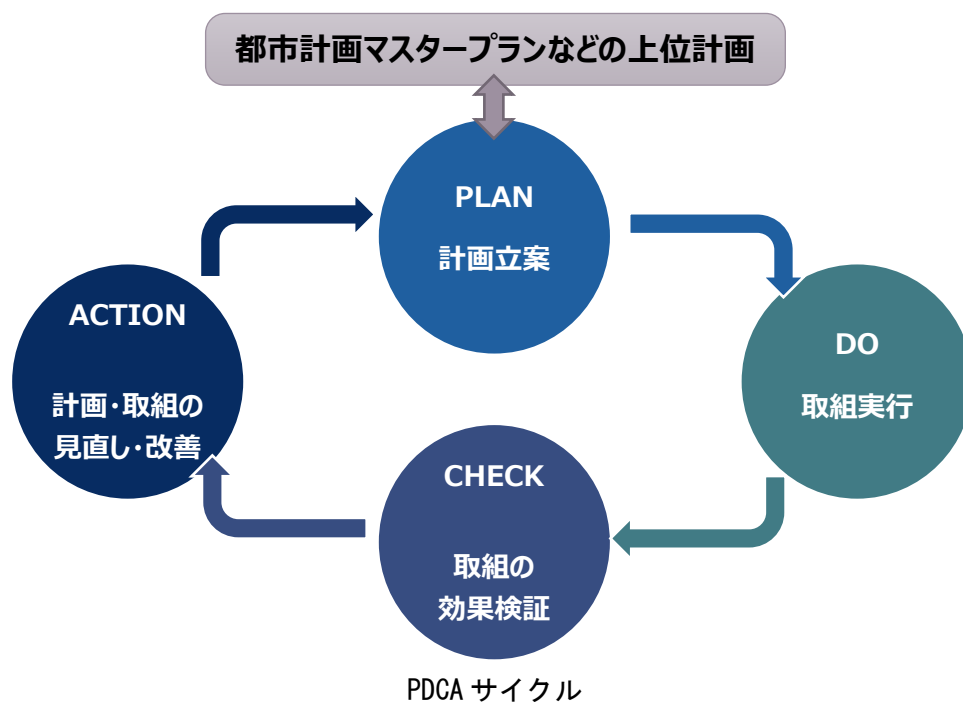 都市計画マスタープランなどの上位計画
PLAN
計画立案
DO
取組実行
CHECK
取組の
効果検証
ACTION
計画・取組の
見直し・改善
PDCA サイクル